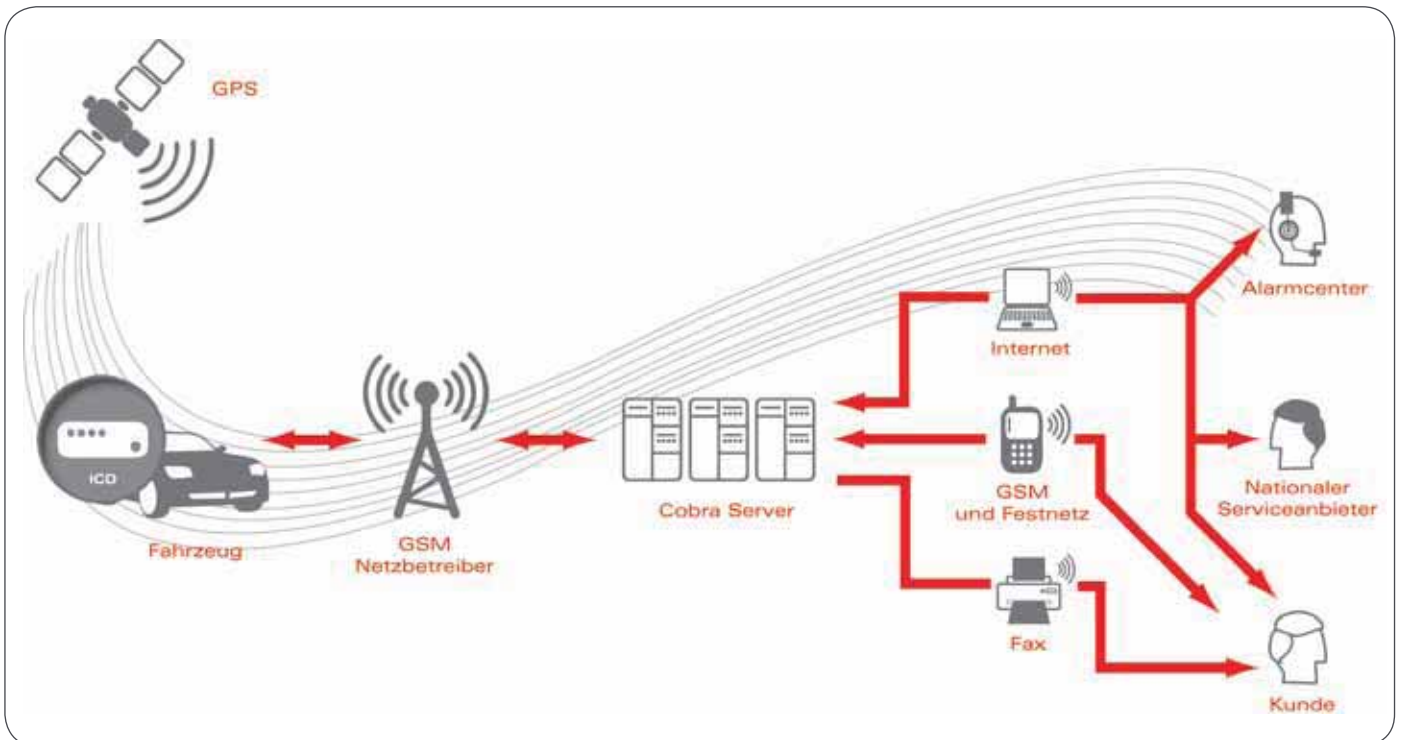 GPS
Alarmcenter
Internet
ICD
Cobra Server
GSM
und Festnetz
Nationaler
Serviceanbieter
Fahrzeug
GSM
Netzbetreiber
Fax
Kunde